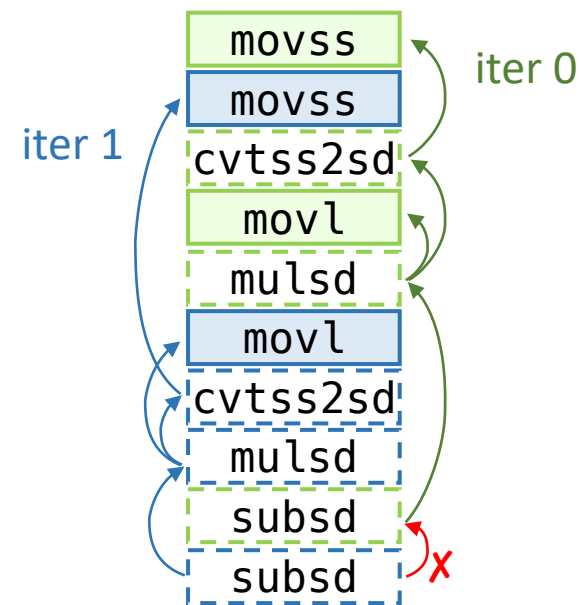 movss
iter 0
movss
iter 1
cvtss2sd
movl
mulsd
movl
cvtss2sd
mulsd
subsd
subsd
✗